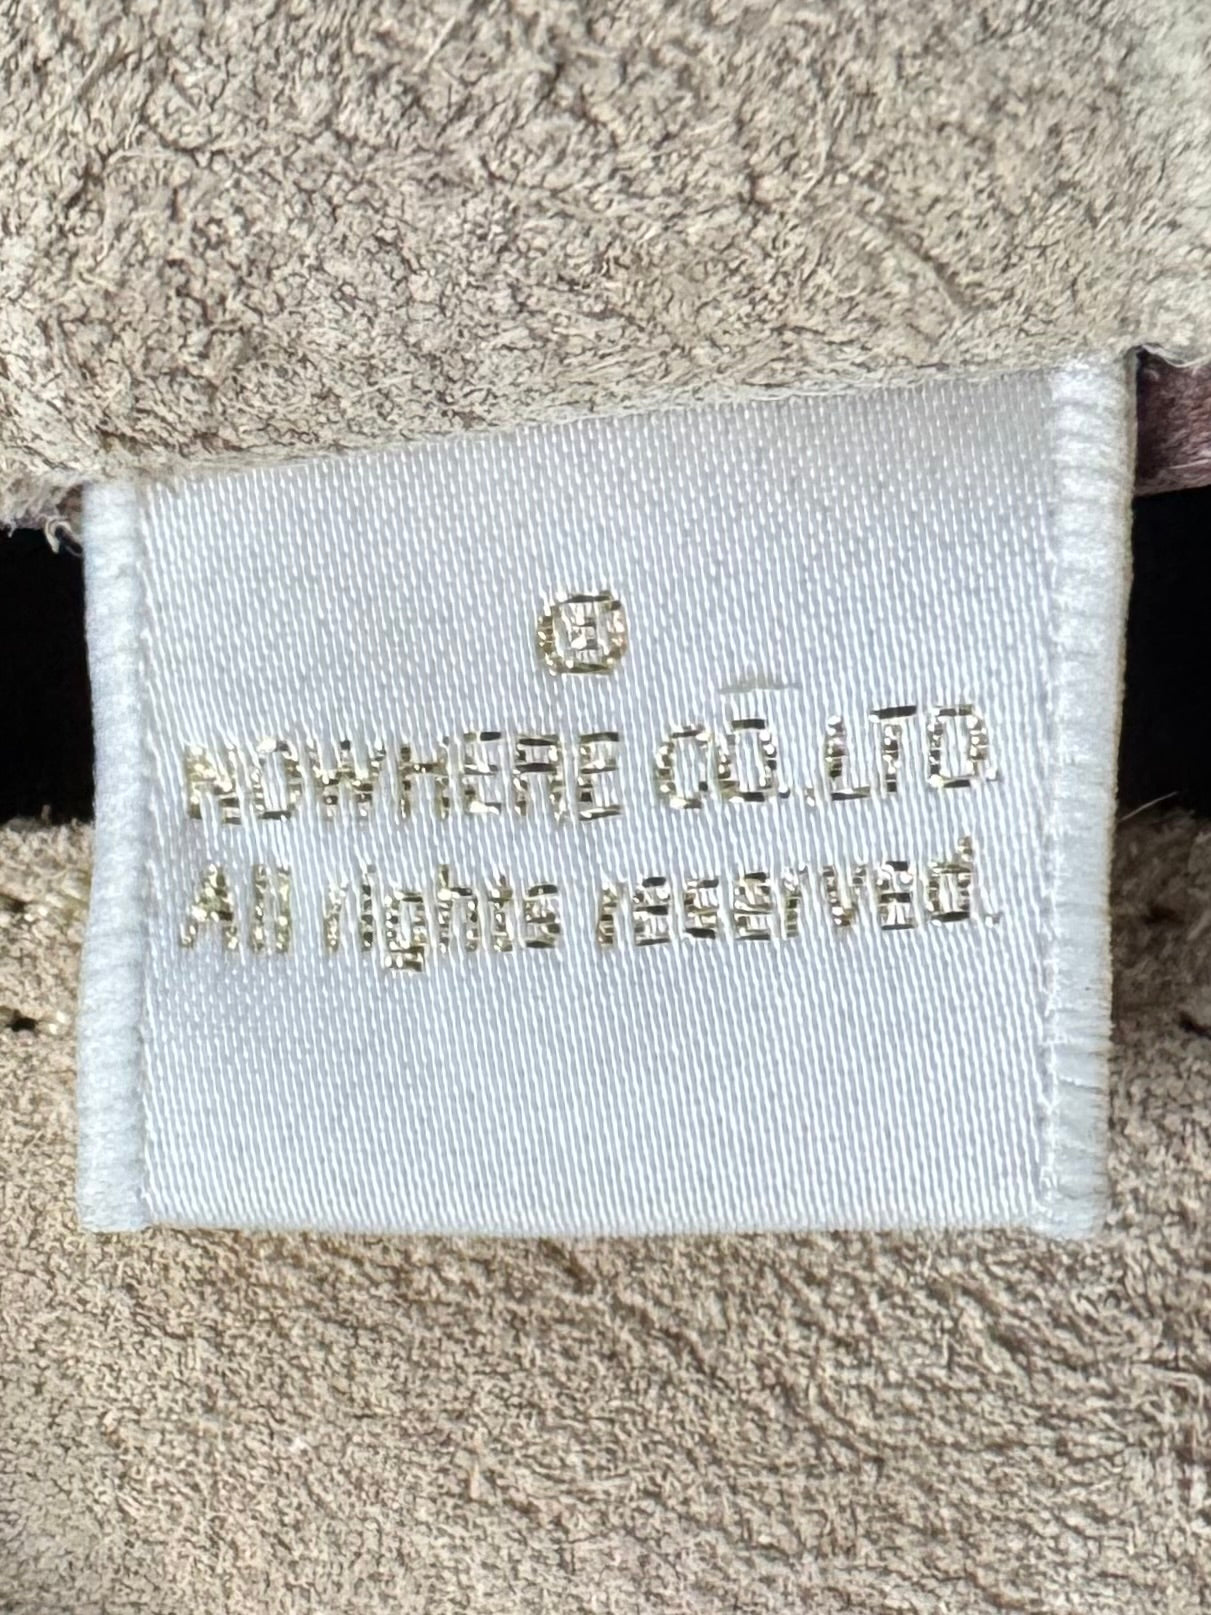 ©
NOWHERE CO.,LTD.
All rights reserved.